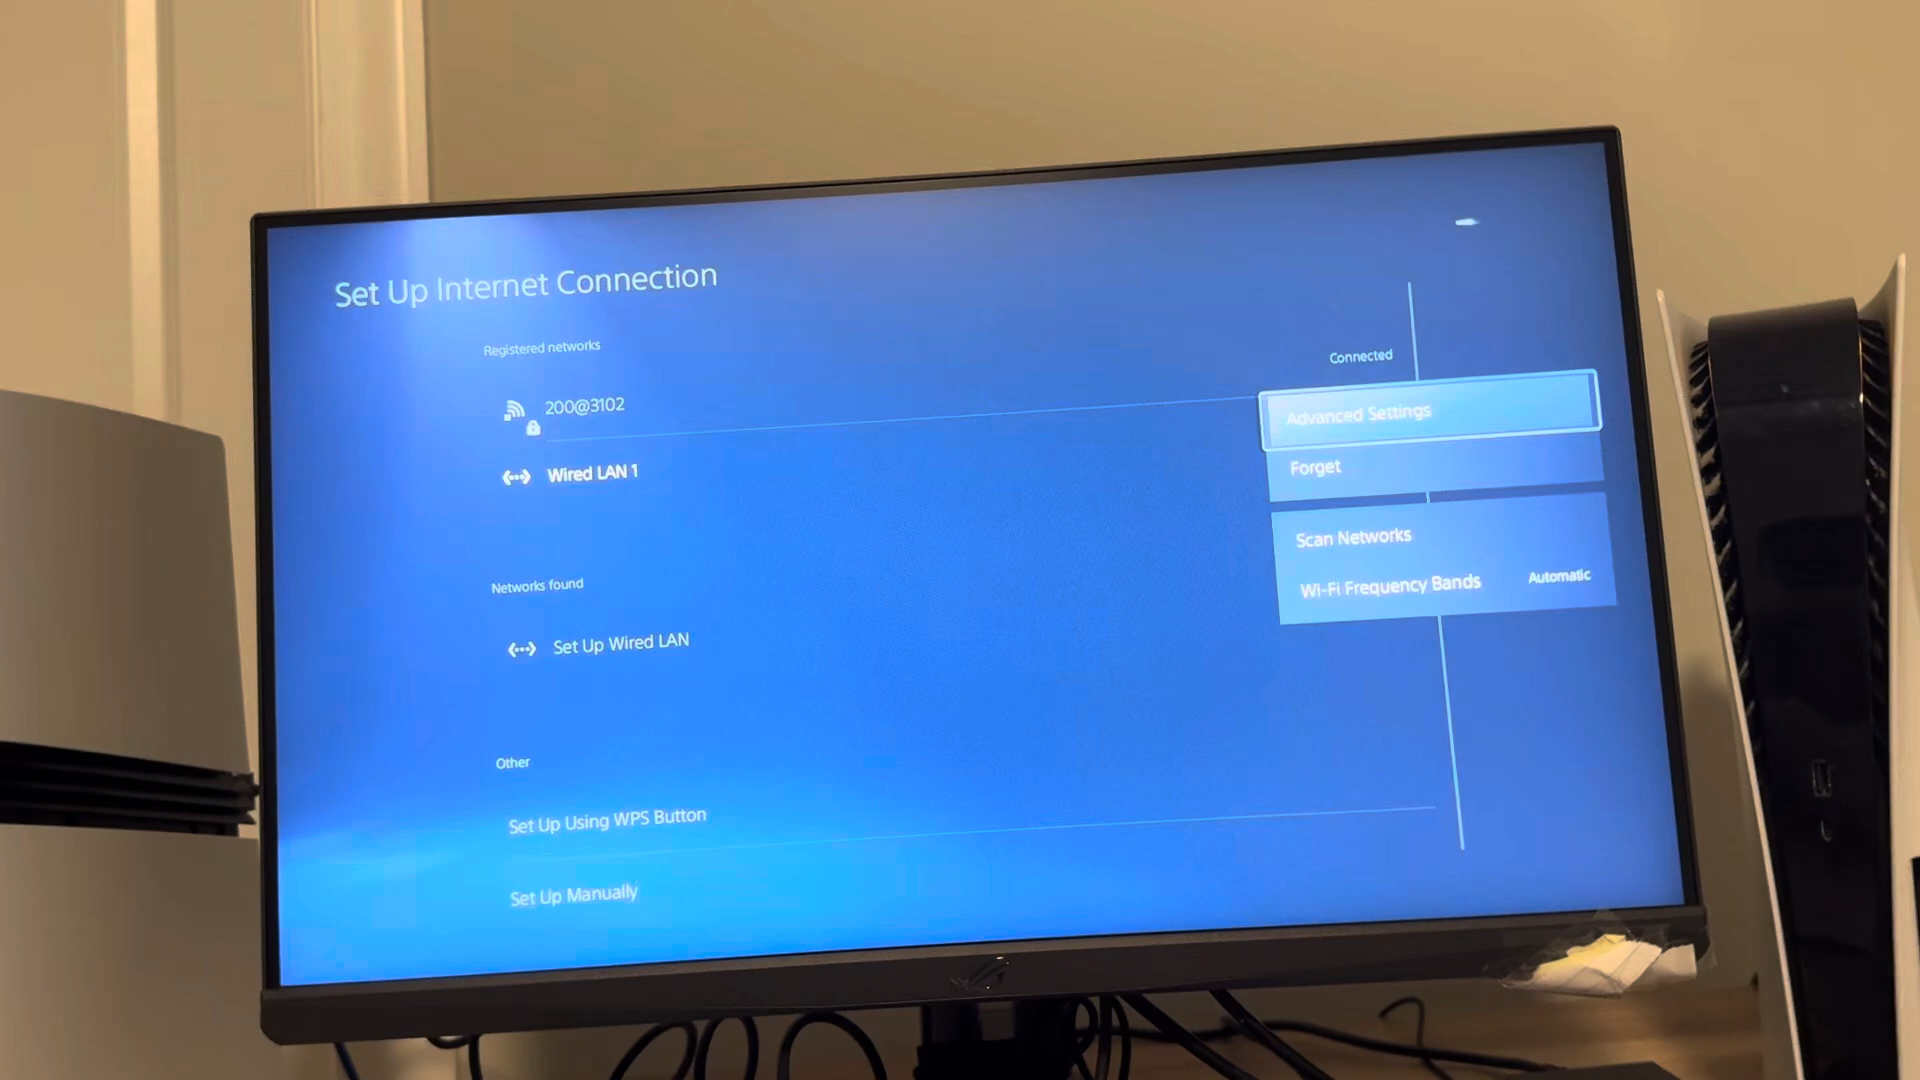 Set Up Internet Connection
Registered networks
Connected
200@3102
Advanced Settings
Wired LAN 1
Forget
Scan Networks
Networks found
Wi-Fi Frequency Bands Automatic
Set Up Wired LAN
Other
Set Up Using WPS Button
Set Up Manually